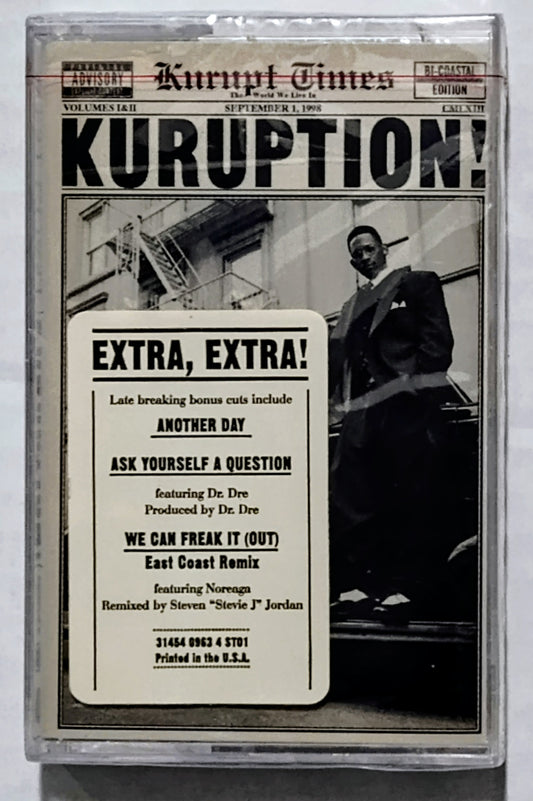 PARENTAL
ADVISORY
EXPLICIT CONTENT
Kurupt Times
The World We Live In
BI-COASTAL
EDITION
VOLUMES I&II
SEPTEMBER 1, 1998
KURUPTION!
EXTRA, EXTRA!
Late breaking bonus cuts include
ANOTHER DAY
ASK YOURSELF A QUESTION
featuring Dr. Dre
Produced by Dr. Dre
WE CAN FREAK IT (OUT)
East Coast Remix
featuring Noreaga
Remixed by Steven "Stevie J" Jordan
31454 0963 4 ST01
Printed in the U.S.A.